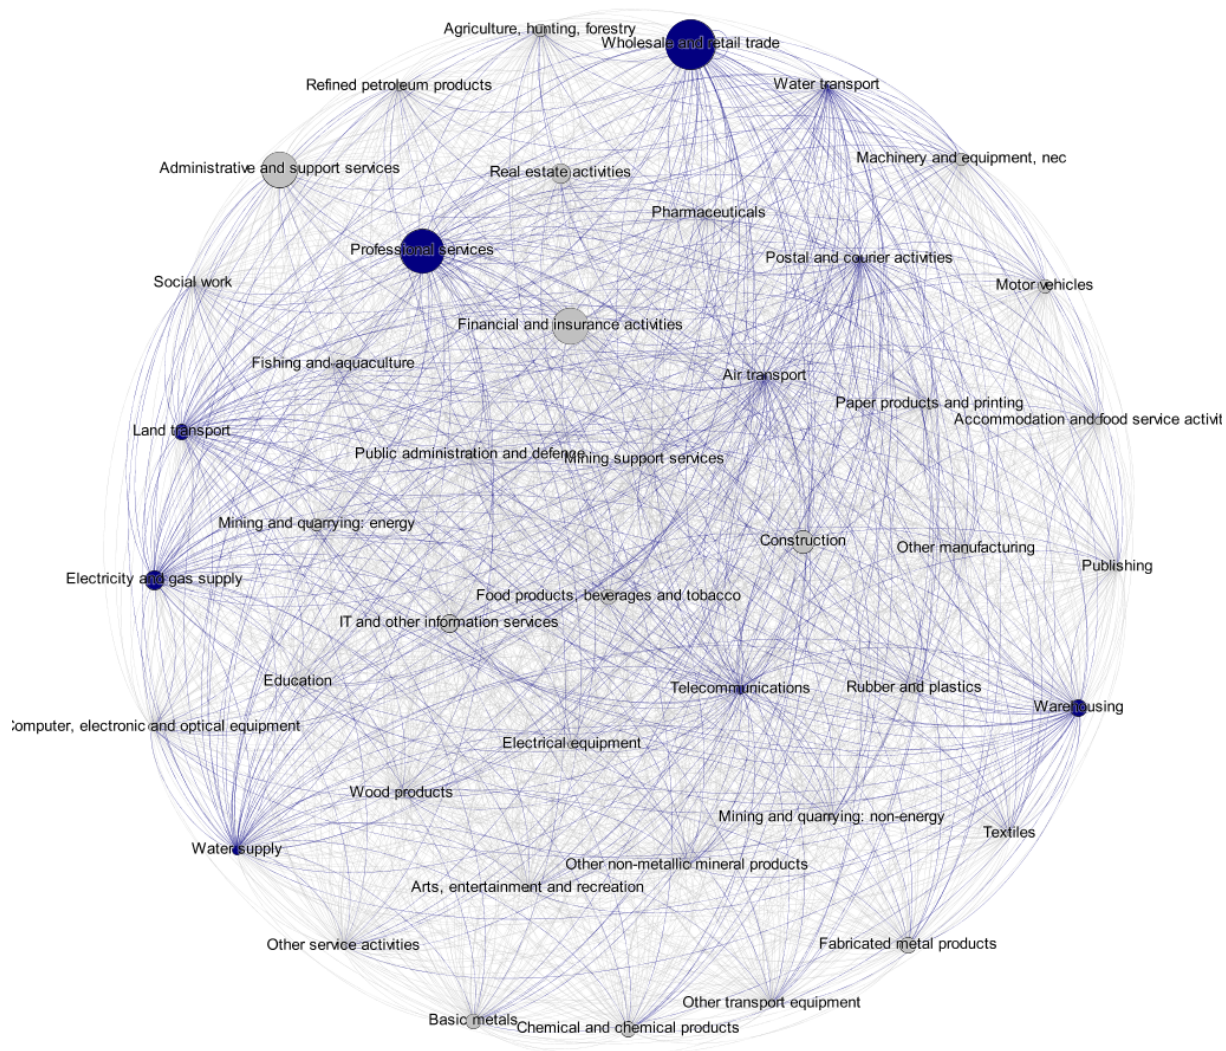 Agriculture, hunting, forestry
Wholesale and retail trade
Refined petroleum products
Water transport
Administrative and support services
Real estate activities
Machinery and equipment, nec
Pharmaceuticals
Professional services
Postal and courier activities
Social work
Motor vehicles
Financial and insurance activities
Fishing and aquaculture
Air transport
Paper products and printing
Accommodation and food service activit
Land transport
Public administration and defence
Mining support services
Mining and quarrying: energy
Construction
Other manufacturing
Publishing
Electricity and gas supply
Food products, beverages and tobacco
IT and other information services
Education
Telecommunications
Rubber and plastics
Warehousing
Computer, electronic and optical equipment
Electrical equipment
Wood products
Mining and quarrying: non-energy
Textiles
Water supply
Other non-metallic mineral products
Arts, entertainment and recreation
Other service activities
Fabricated metal products
Other transport equipment
Basic metals
Chemical and chemical products